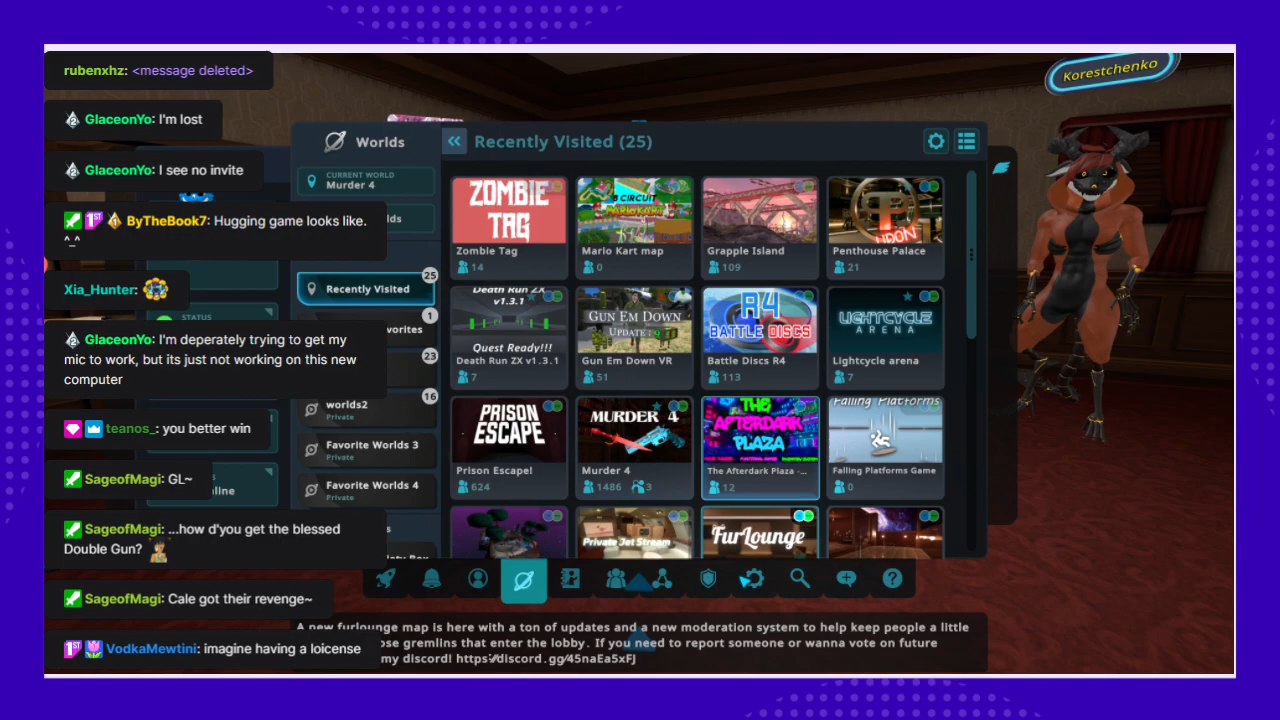 rubenxhz: <message deleted>
GlaceonYo: I'm lost
GlaceonYo: I see no invite
1ST ByTheBook7: Hugging game looks like.
^_^
Xia_Hunter:
GlaceonYo: I'm deperately trying to get my
mic to work, but its just not working on this new
computer
teanos_: you better win
SageofMagi: GL~
SageofMagi: ...how d'you get the blessed
Double Gun?
SageofMagi: Cale got their revenge~
1ST VodkaMewtini: imagine having a loicense
STATUS
nline
Worlds
CURRENT WORLD
Murder 4
lds
Recently Visited
25
vorites
1
23
worlds2
Private
16
Favorite Worlds 3
Private
Favorite Worlds 4
Private
Recently Visited (25)
ZOMBIE TAG
Zombie Tag
14
8 CIRCUIT
MARIO KART
Mario Kart map
0
Grapple Island
109
Penthouse Palace
21
Death Run ZX
v1.3.1
Quest Ready!!!
Death Run ZX v1.3.1
7
GUN EM DOWN
UPDATE
Gun Em Down VR
51
R4
BATTLE DISCS
Battle Discs R4
113
LIGHTCYCLE
ARENA
Lightcycle arena
7
PRISON
ESCAPE
Prison Escape!
624
MURDER 4
Murder 4
1486 3
THE
AFTERDARK
PLAZA
The Afterdark Plaza -...
12
Falling Platforms
Falling Platforms Game
0
Private Jet Stream
FurLounge
A new furlounge map is here with a ton of updates and a new moderation system to help keep people a little
ose gremlins that enter the lobby. If you need to report someone or wanna vote on future
my discord! https://discord.gg/45naEa5xFJ
Korestchenko